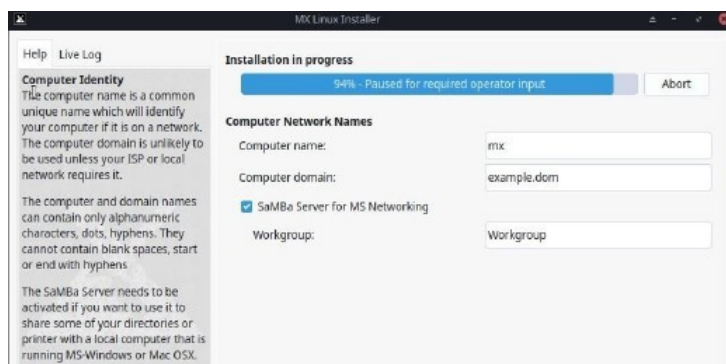 MX Linux Installer
Help Live Log
Computer Identity
The computer name is a common
unique name which will identify
your computer if it is on a network.
The computer domain is unlikely to
be used unless your ISP or local
network requires it.
The computer and domain names
can contain only alphanumeric
characters, dots, hyphens. They
cannot contain blank spaces, start
or end with hyphens
The SaMBa Server needs to be
activated if you want to use it to
share some of your directories or
printer with a local computer that is
running MS-Windows or Mac OSX.
Installation in progress
94% - Paused for required operator input
Abort
Computer Network Names
Computer name: mx
Computer domain: example.dom
SaMBa Server for MS Networking
Workgroup: Workgroup